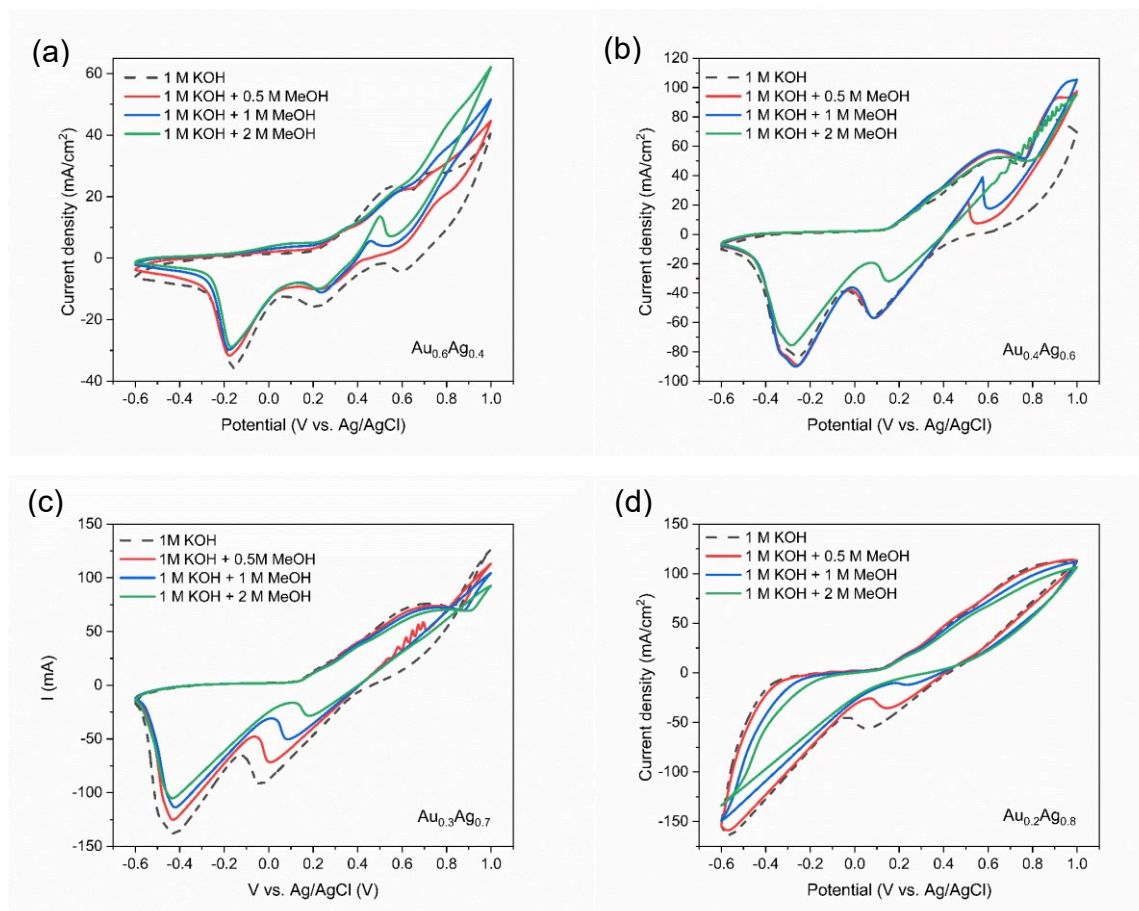 (a)
1 M KOH
1 M KOH + 0.5 M MeOH
1 M KOH + 1 M MeOH
1 M KOH + 2 M MeOH
60
40
20
0
-20
-40
Current density (mA/cm²)
Au₀.₆Ag₀.₄
-0.6 -0.4 -0.2 0.0 0.2 0.4 0.6 0.8 1.0
Potential (V vs. Ag/AgCl)
(b)
1 M KOH
1 M KOH + 0.5 M MeOH
1 M KOH + 1 M MeOH
1 M KOH + 2 M MeOH
120
100
80
60
40
20
0
-20
-40
-60
-80
-100
Current density (mA/cm²)
Au₀.₄Ag₀.₆
-0.6 -0.4 -0.2 0.0 0.2 0.4 0.6 0.8 1.0
Potential (V vs. Ag/AgCl)
(c)
1M KOH
1M KOH + 0.5M MeOH
1 M KOH + 1 M MeOH
1 M KOH + 2 M MeOH
150
100
50
0
-50
-100
-150
I (mA)
Au₀.₃Ag₀.₇
-0.6 -0.4 -0.2 0.0 0.2 0.4 0.6 0.8 1.0
V vs. Ag/AgCl (V)
(d)
1 M KOH
1 M KOH + 0.5 M MeOH
1 M KOH + 1 M MeOH
1 M KOH + 2 M MeOH
150
100
50
0
-50
-100
-150
Current density (mA/cm²)
Au₀.₂Ag₀.₈
-0.6 -0.4 -0.2 0.0 0.2 0.4 0.6 0.8 1.0
Potential (V vs. Ag/AgCl)